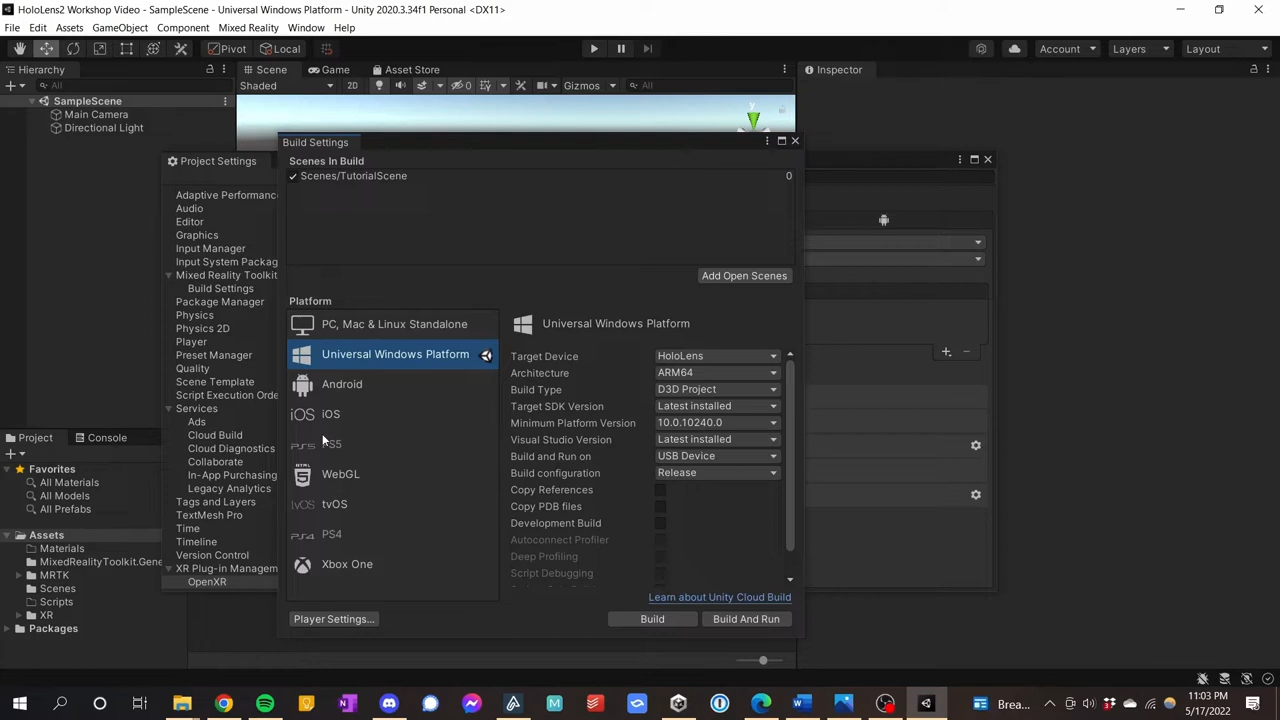 HoloLens2 Workshop Video - SampleScene - Universal Windows Platform - Unity 2020.3.34f1 Personal <DX11>
File Edit Assets GameObject Component Mixed Reality Window Help
Pivot Local Account Layers Layout
Hierarchy Scene Game Asset Store Inspector
All Shaded 2D 0 Gizmos All
SampleScene
Main Camera
Directional Light
Build Settings
Scenes In Build
Scenes/TutorialScene 0
Add Open Scenes
Project Settings
Adaptive Performance
Audio
Editor
Graphics
Input Manager
Input System Packag
Mixed Reality Toolkit
Build Settings
Package Manager
Physics
Physics 2D
Player
Preset Manager
Quality
Scene Template
Script Execution Orde
Services
Ads
Cloud Build
Cloud Diagnostics
Collaborate
In-App Purchasing
Legacy Analytics
Tags and Layers
TextMesh Pro
Time
Timeline
Version Control
XR Plug-in Managem
OpenXR
Platform
PC, Mac & Linux Standalone
Universal Windows Platform
Android
iOS iOS
PS5 PS5
HTML 5 WebGL
tvOS tvOS
PS4 PS4
Xbox One
Universal Windows Platform
Target Device HoloLens
Architecture ARM64
Build Type D3D Project
Target SDK Version Latest installed
Minimum Platform Version 10.0.10240.0
Visual Studio Version Latest installed
Build and Run on USB Device
Build configuration Release
Copy References
Copy PDB files
Development Build
Autoconnect Profiler
Deep Profiling
Script Debugging
Learn about Unity Cloud Build
Player Settings... Build Build And Run
Project Console
Favorites
All Materials
All Models
All Prefabs
Assets
Materials
MixedRealityToolkit.Gene
MRTK
Scenes
Scripts
XR
Packages
Brea...
11:03 PM
5/17/2022